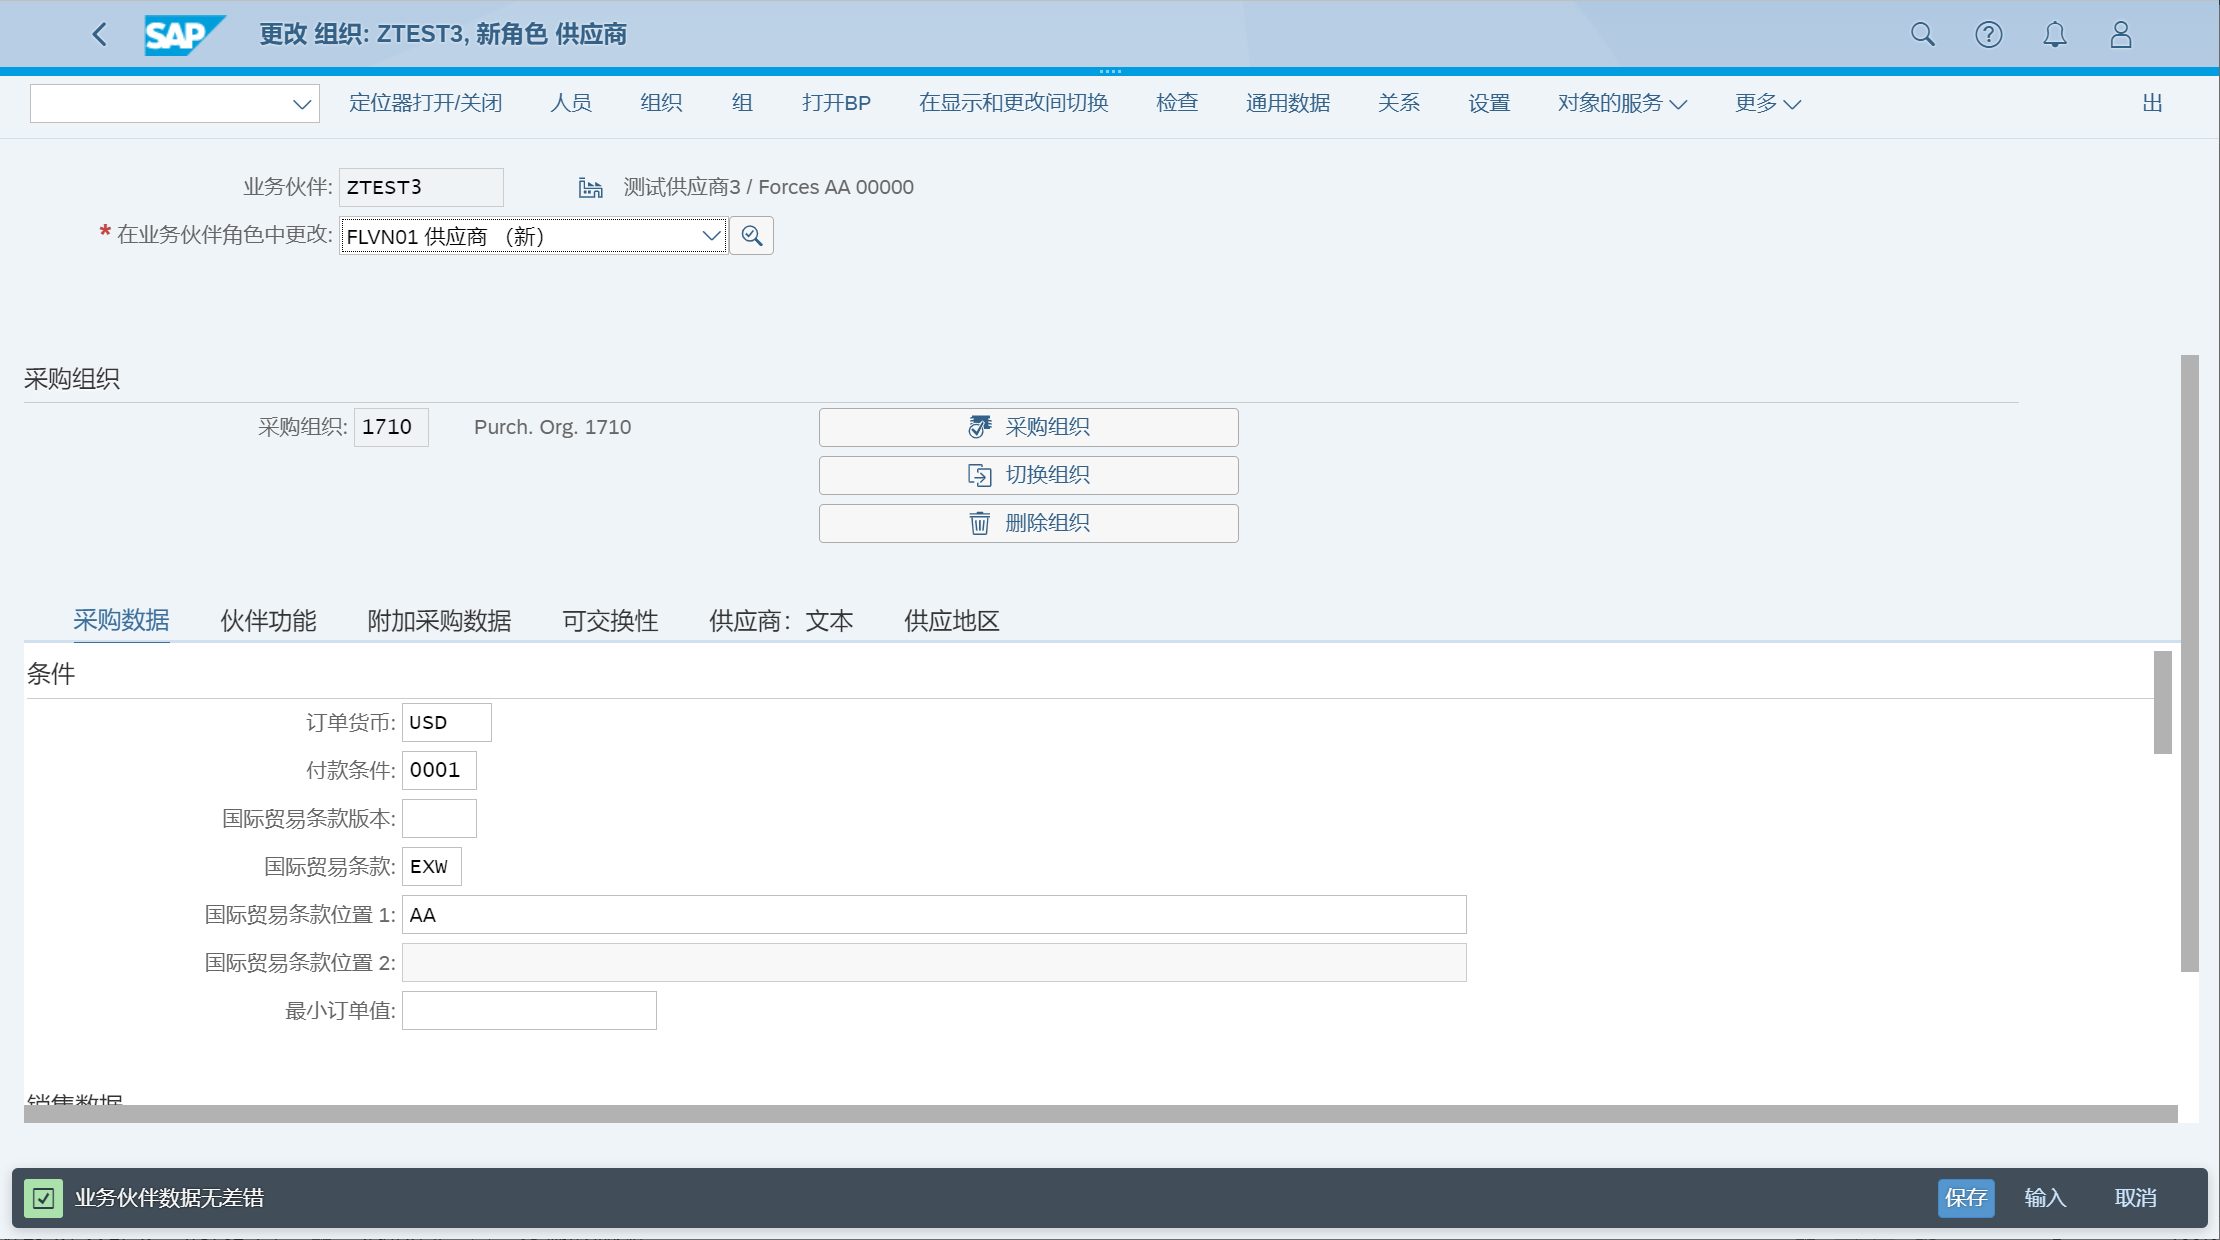 SAP 更改 组织: ZTEST3, 新角色 供应商
定位器打开/关闭 人员 组织 组 打开BP 在显示和更改间切换 检查 通用数据 关系 设置 对象的服务 更多 出
业务伙伴: ZTEST3 测试供应商3 / Forces AA 00000
* 在业务伙伴角色中更改: FLVN01 供应商 （新）
采购组织
采购组织: 1710 Purch. Org. 1710 采购组织
切换组织
删除组织
采购数据 伙伴功能 附加采购数据 可交换性 供应商：文本 供应地区
条件
订单货币: USD
付款条件: 0001
国际贸易条款版本:
国际贸易条款: EXW
国际贸易条款位置 1: AA
国际贸易条款位置 2:
最小订单值:
销售数据
业务伙伴数据无差错 保存 输入 取消